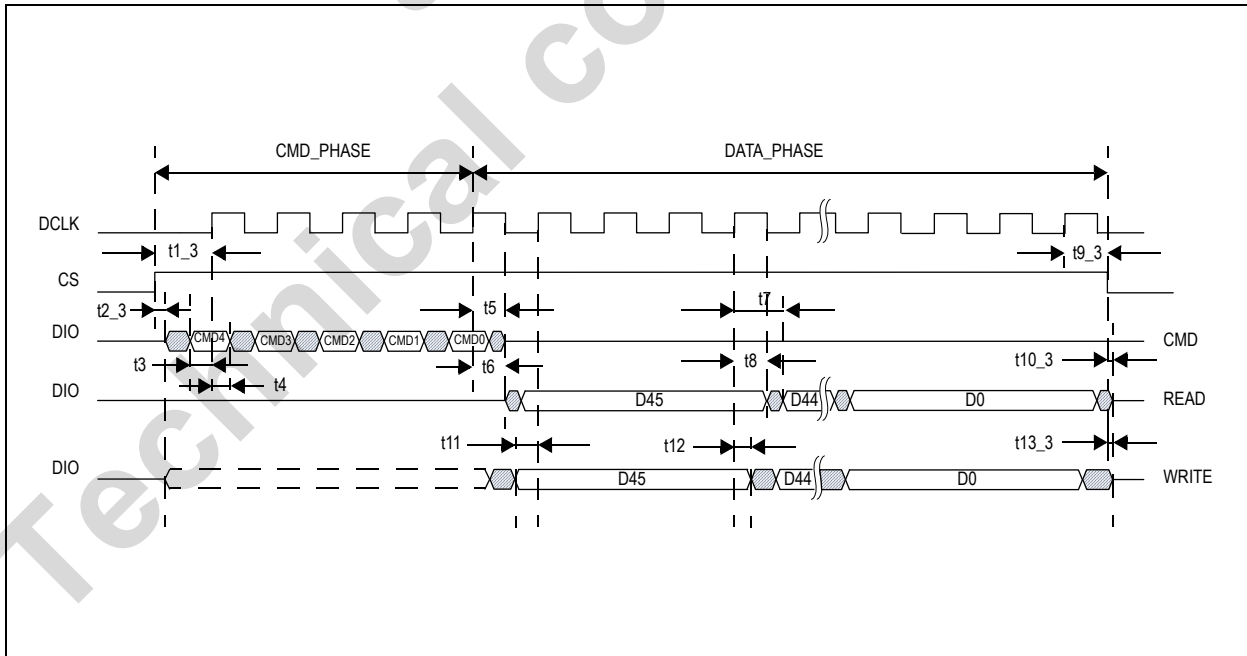 Technical co
CMD_PHASE DATA_PHASE
DCLK
t1_3 t9_3
CS
t2_3 t5 t7
DIO CMD4 CMD3 CMD2 CMD1 CMD0 CMD
t3 t4 t6 t8 t10_3
DIO D45 D44 D0 READ
t11 t12 t13_3
DIO D45 D44 D0 WRITE